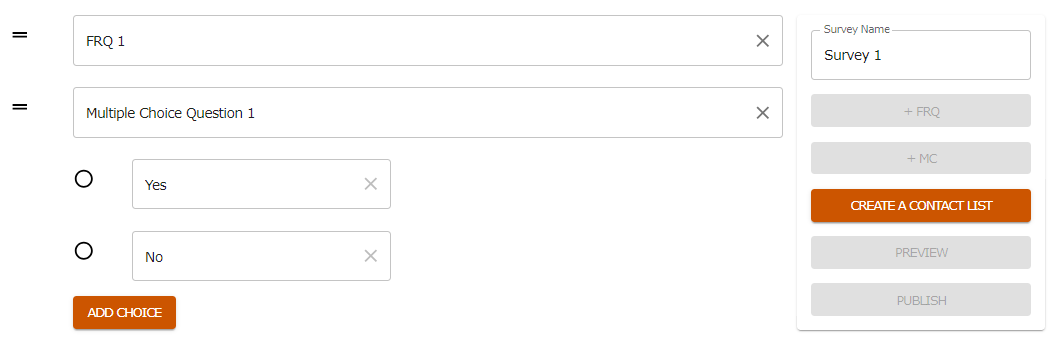 FRQ 1
Multiple Choice Question 1
Yes
No
ADD CHOICE
Survey Name
Survey 1
+ FRQ
+ MC
CREATE A CONTACT LIST
PREVIEW
PUBLISH